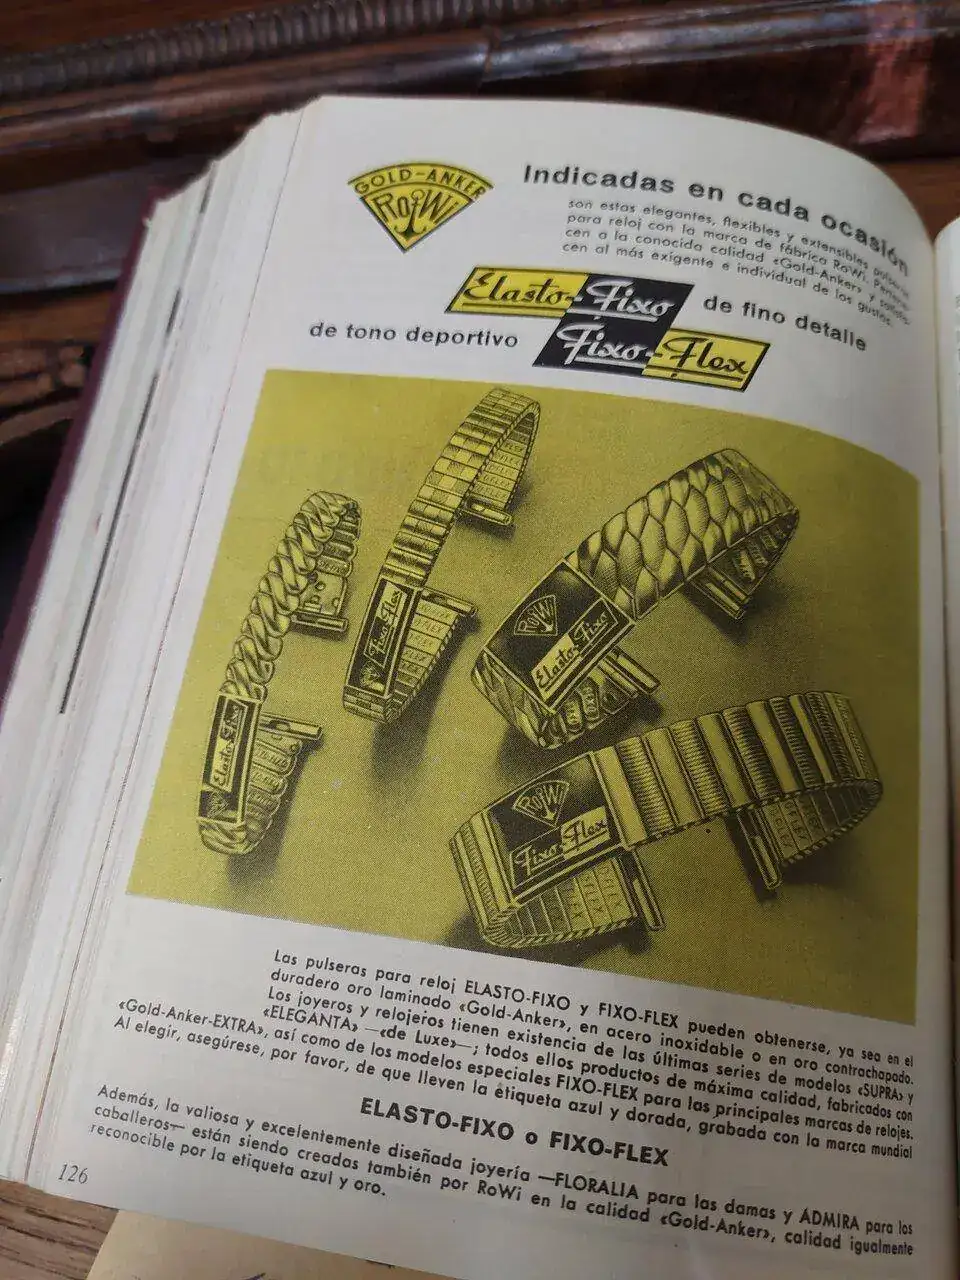 GOLD-ANKER
RoWi
Indicadas en cada ocasión
son estas elegantes, flexibles y extensibles pulseras
para reloj con la marca de fábrica RoWi. Pertene-
cen a la conocida calidad «Gold-Anker» y satisfa-
cen al más exigente e individual de los gustos.
Elasto-Fixo de fino detalle
de tono deportivo Fixo-Flex
RoWi
Elasto-Fixo
Fixo-Flex
Elasto-Fixo
RoWi
Fixo-Flex
Las pulseras para reloj ELASTO-FIXO y FIXO-FLEX pueden obtenerse, ya sea en el
duradero oro laminado «Gold-Anker», en acero inoxidable o en oro contrachapado.
Los joyeros y relojeros tienen existencia de las últimas series de modelos «SUPRA» y
«ELEGANTA» —«de Luxe»—; todos ellos productos de máxima calidad, fabricados con
«Gold-Anker-EXTRA», así como de los modelos especiales FIXO-FLEX para las principales marcas de relojes.
Al elegir, asegúrese, por favor, de que lleven la etiqueta azul y dorada, grabada con la marca mundial
ELASTO-FIXO o FIXO-FLEX
Además, la valiosa y excelentemente diseñada joyería —FLORALIA para las damas y ADMIRA para los
caballeros— están siendo creadas también por RoWi en la calidad «Gold-Anker», calidad igualmente
reconocible por la etiqueta azul y oro.
126